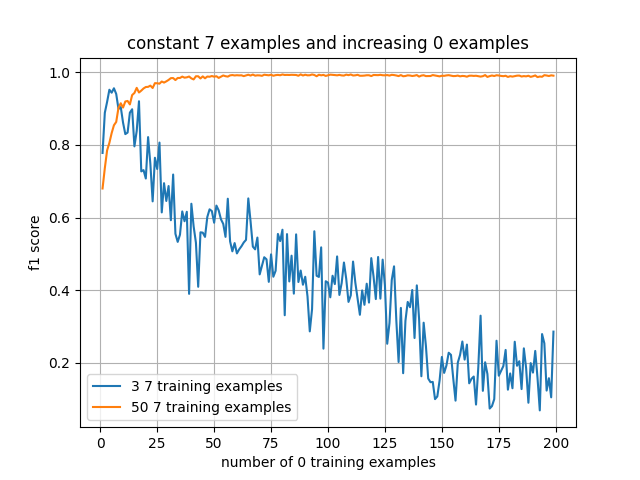 constant 7 examples and increasing 0 examples
1.0
0.8
0.6
0.4
0.2
f1 score
3 7 training examples
50 7 training examples
0 25 50 75 100 125 150 175 200
number of 0 training examples